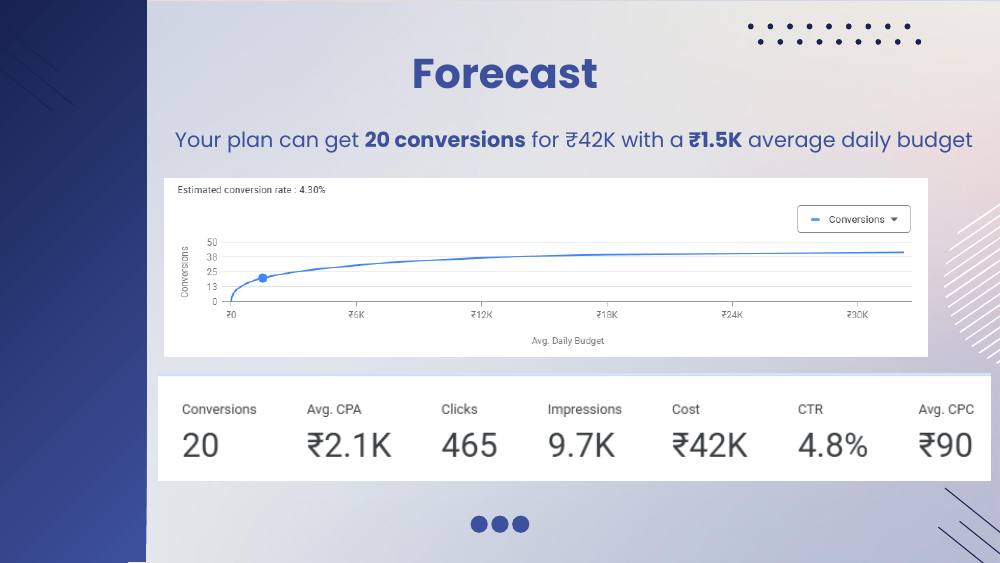 Forecast
Your plan can get 20 conversions for ₹42K with a ₹1.5K average daily budget
Estimated conversion rate : 4.30%
Conversions
50
38
25
13
0
Conversions
₹0 ₹6K ₹12K ₹18K ₹24K ₹30K
Avg. Daily Budget
Conversions Avg. CPA Clicks Impressions Cost CTR Avg. CPC
20 ₹2.1K 465 9.7K ₹42K 4.8% ₹90